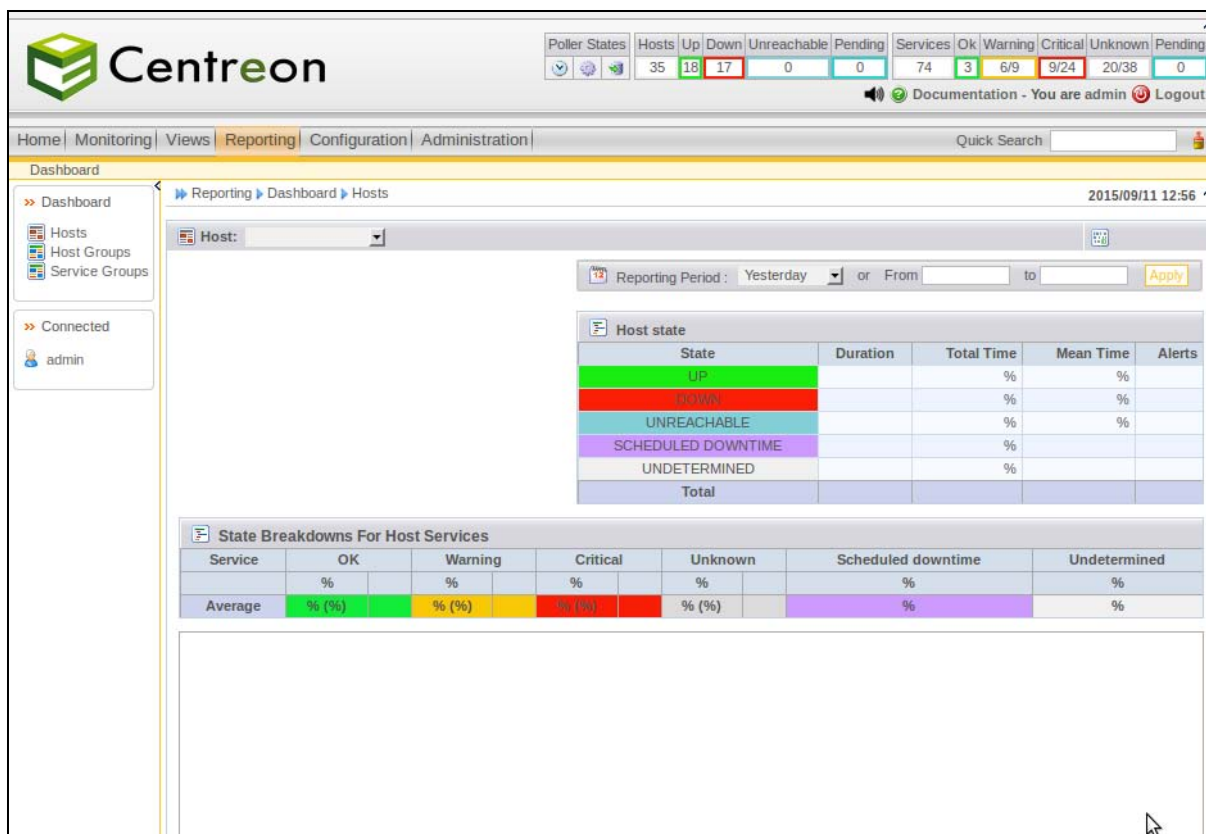 Centreon
Poller States Hosts Up Down Unreachable Pending Services Ok Warning Critical Unknown Pending
35 18 17 0 0 74 3 6/9 9/24 20/38 0
Documentation - You are admin Logout
Home Monitoring Views Reporting Configuration Administration Quick Search
Dashboard
Dashboard
Hosts
Host Groups
Service Groups
Connected
admin
Reporting Dashboard Hosts 2015/09/11 12:56
Host:
Reporting Period : Yesterday or From to Apply
Host state
State Duration Total Time Mean Time Alerts
UP % %
DOWN % %
UNREACHABLE % %
SCHEDULED DOWNTIME %
UNDETERMINED %
Total
State Breakdowns For Host Services
Service OK Warning Critical Unknown Scheduled downtime Undetermined
% % % % % %
Average % (%) % (%) % (%) % (%) % %